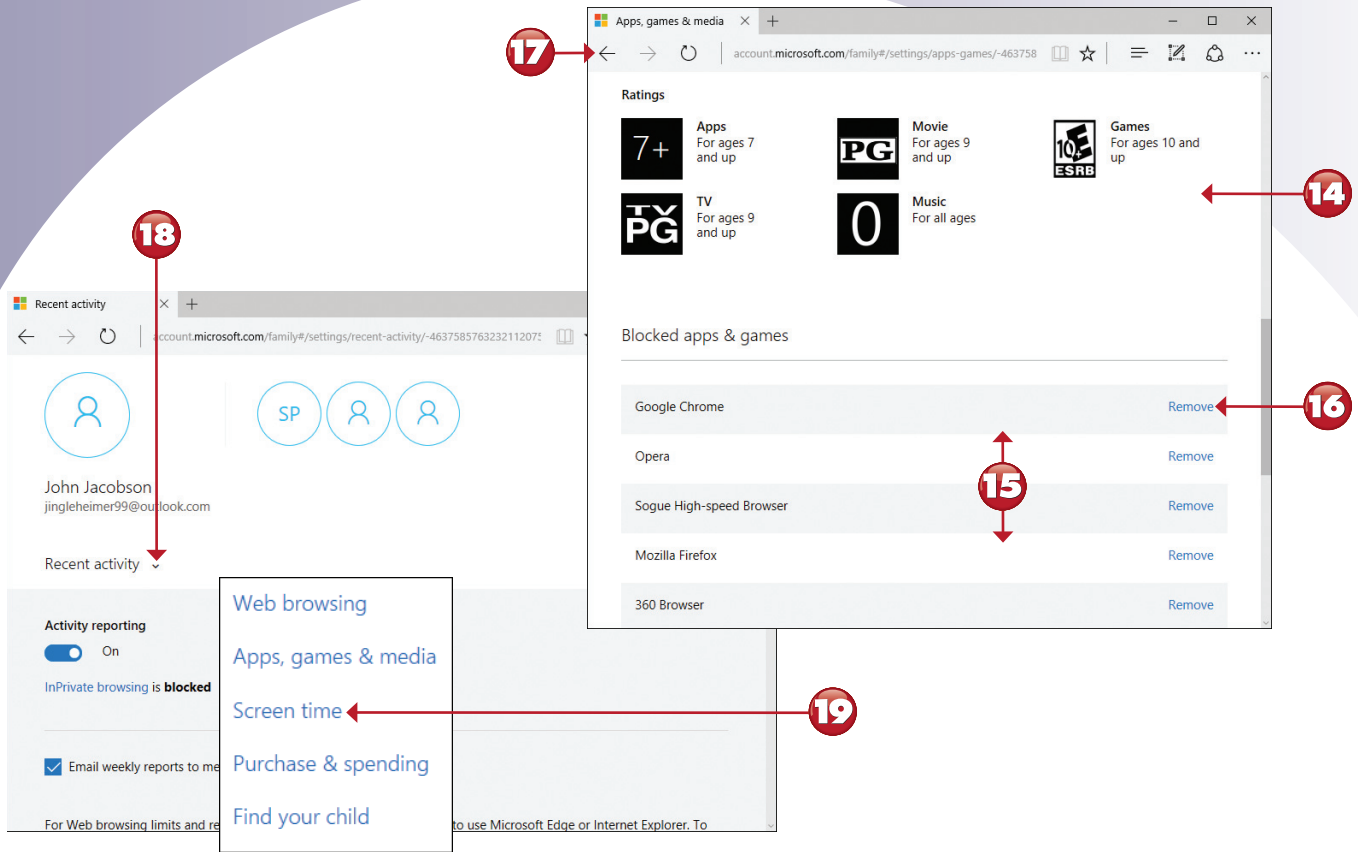 17
Apps, games & media
account.microsoft.com/family#/settings/apps-games/-463758
Ratings
7+
Apps
For ages 7
and up
PG
Movie
For ages 9
and up
E
10+
ESRB
Games
For ages 10 and
up
14
TV
PG
TV
For ages 9
and up
0
Music
For all ages
Blocked apps & games
Google Chrome
Remove
16
Opera
Remove
15
Sogue High-speed Browser
Remove
Mozilla Firefox
Remove
360 Browser
Remove
18
Recent activity
account.microsoft.com/family#/settings/recent-activity/-4637585763232112075
SP
John Jacobson
jingleheimer99@outlook.com
Recent activity
Activity reporting
On
InPrivate browsing is blocked
Email weekly reports to me
For Web browsing limits and re
to use Microsoft Edge or Internet Explorer. To
Web browsing
Apps, games & media
Screen time
19
Purchase & spending
Find your child